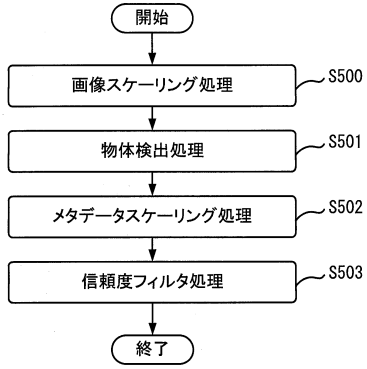 開始
画像スケーリング処理
S500
物体検出処理
S501
メタデータスケーリング処理
S502
信頼度フィルタ処理
S503
終了